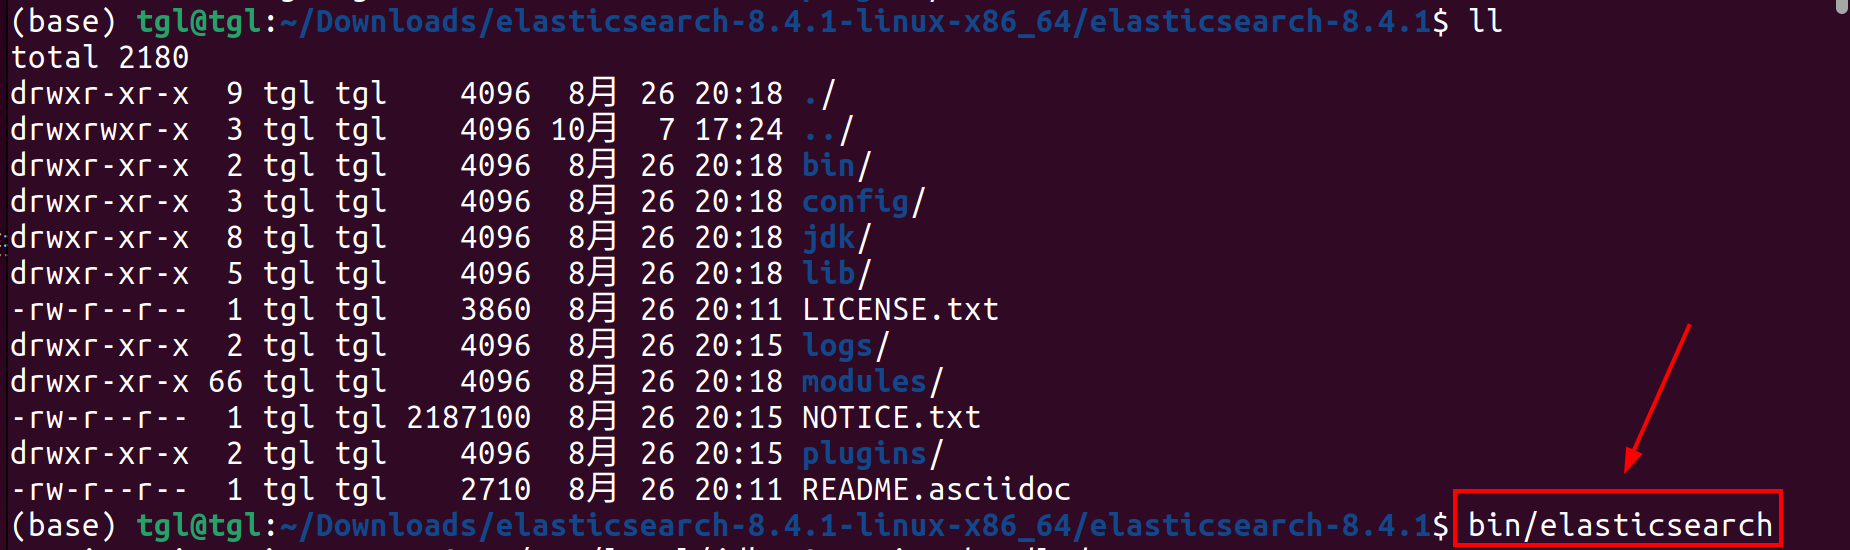 (base) tgl@tgl:~/Downloads/elasticsearch-8.4.1-linux-x86_64/elasticsearch-8.4.1$ ll
total 2180
drwxr-xr-x  9 tgl tgl    4096  8月 26 20:18 ./
drwxrwxr-x  3 tgl tgl    4096 10月  7 17:24 ../
drwxr-xr-x  2 tgl tgl    4096  8月 26 20:18 bin/
drwxr-xr-x  3 tgl tgl    4096  8月 26 20:18 config/
drwxr-xr-x  8 tgl tgl    4096  8月 26 20:18 jdk/
drwxr-xr-x  5 tgl tgl    4096  8月 26 20:18 lib/
-rw-r--r--  1 tgl tgl    3860  8月 26 20:11 LICENSE.txt
drwxr-xr-x  2 tgl tgl    4096  8月 26 20:15 logs/
drwxr-xr-x 66 tgl tgl    4096  8月 26 20:18 modules/
-rw-r--r--  1 tgl tgl 2187100  8月 26 20:15 NOTICE.txt
drwxr-xr-x  2 tgl tgl    4096  8月 26 20:15 plugins/
-rw-r--r--  1 tgl tgl    2710  8月 26 20:11 README.asciidoc
(base) tgl@tgl:~/Downloads/elasticsearch-8.4.1-linux-x86_64/elasticsearch-8.4.1$ bin/elasticsearch